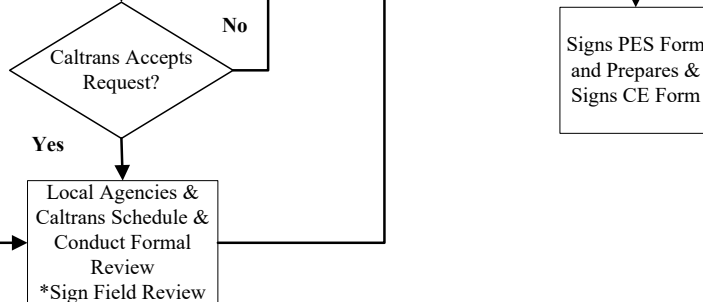 No
Caltrans Accepts
Request?
Yes
Local Agencies &
Caltrans Schedule &
Conduct Formal
Review
*Sign Field Review
Signs PES Form
and Prepares &
Signs CE Form